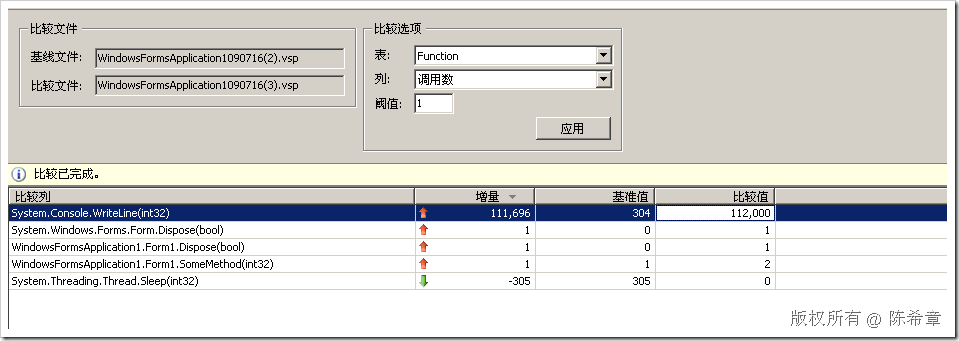 比较文件
基线文件: WindowsFormsApplication1090716(2).vsp
比较文件: WindowsFormsApplication1090716(3).vsp
比较选项
表: Function
列: 调用数
阈值: 1
应用
比较已完成。
比较列 增量 基准值 比较值
System.Console.WriteLine(int32) 111,696 304 112,000
System.Windows.Forms.Form.Dispose(bool) 1 0 1
WindowsFormsApplication1.Form1.Dispose(bool) 1 0 1
WindowsFormsApplication1.Form1.SomeMethod(int32) 1 1 2
System.Threading.Thread.Sleep(int32) -305 305 0
版权所有 @ 陈希章